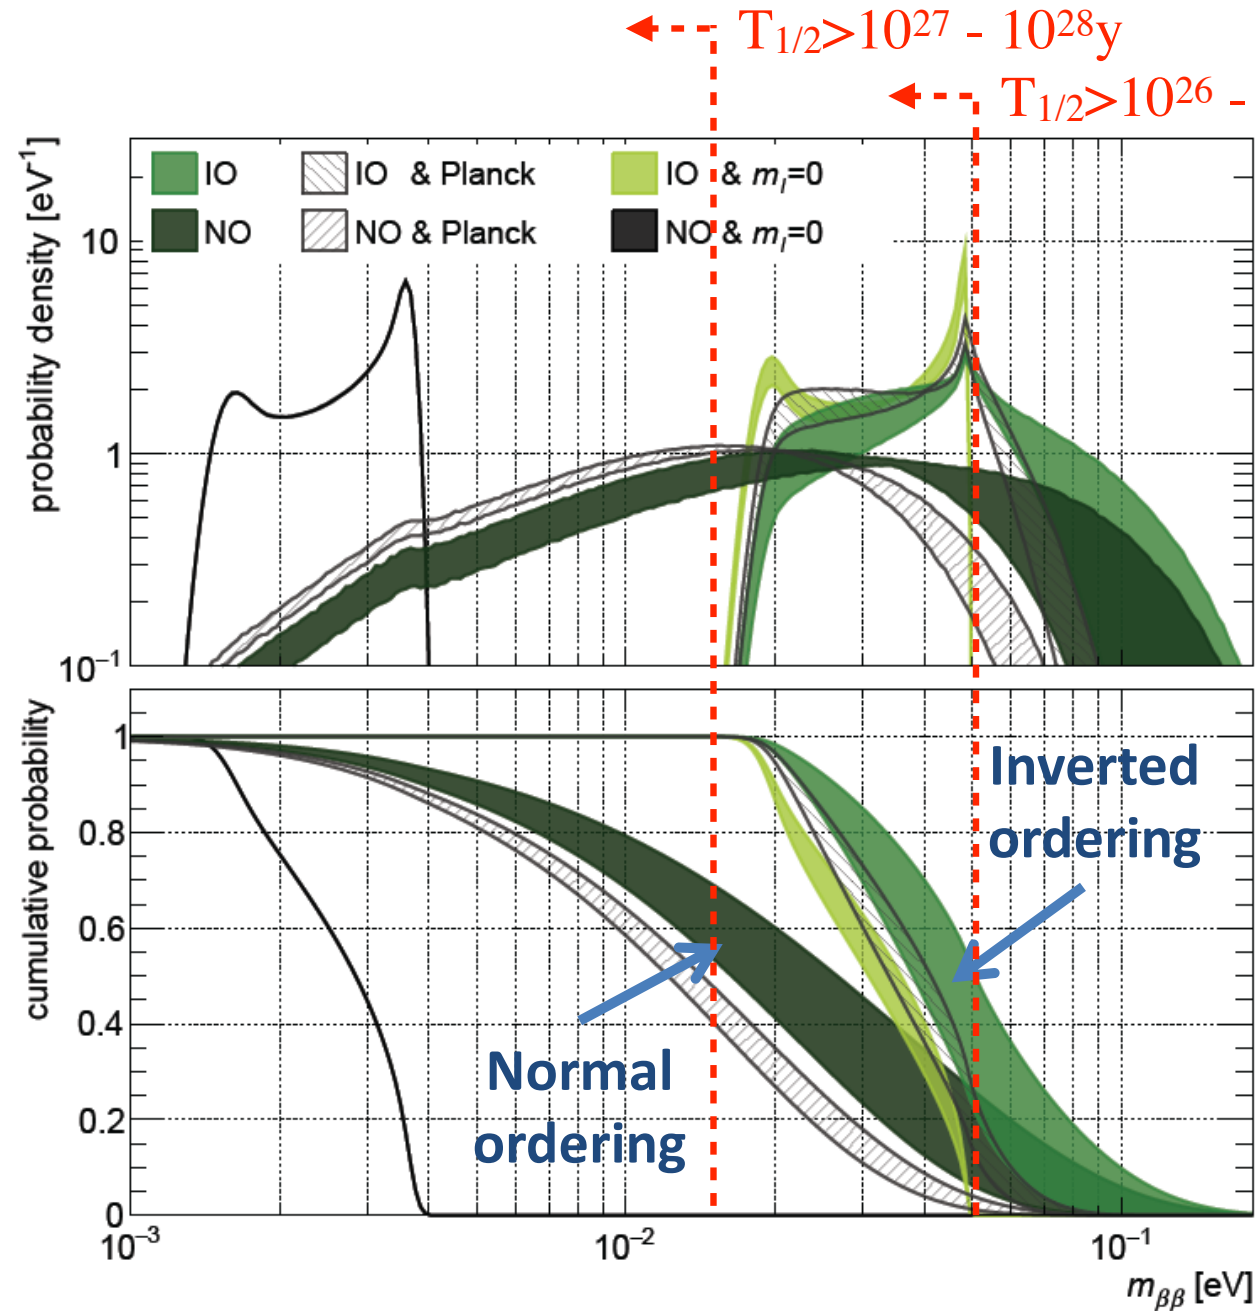 T1/2>10²⁷ - 10²⁸y
T1/2>10²⁶ -
IO IO & Planck IO & mₗ=0
NO NO & Planck NO & mₗ=0
probability density [eV⁻¹]
10
1
10⁻¹
cumulative probability
1
0.8
0.6
0.4
0.2
0
Inverted
ordering
Normal
ordering
10⁻³ 10⁻² 10⁻¹
mββ [eV]